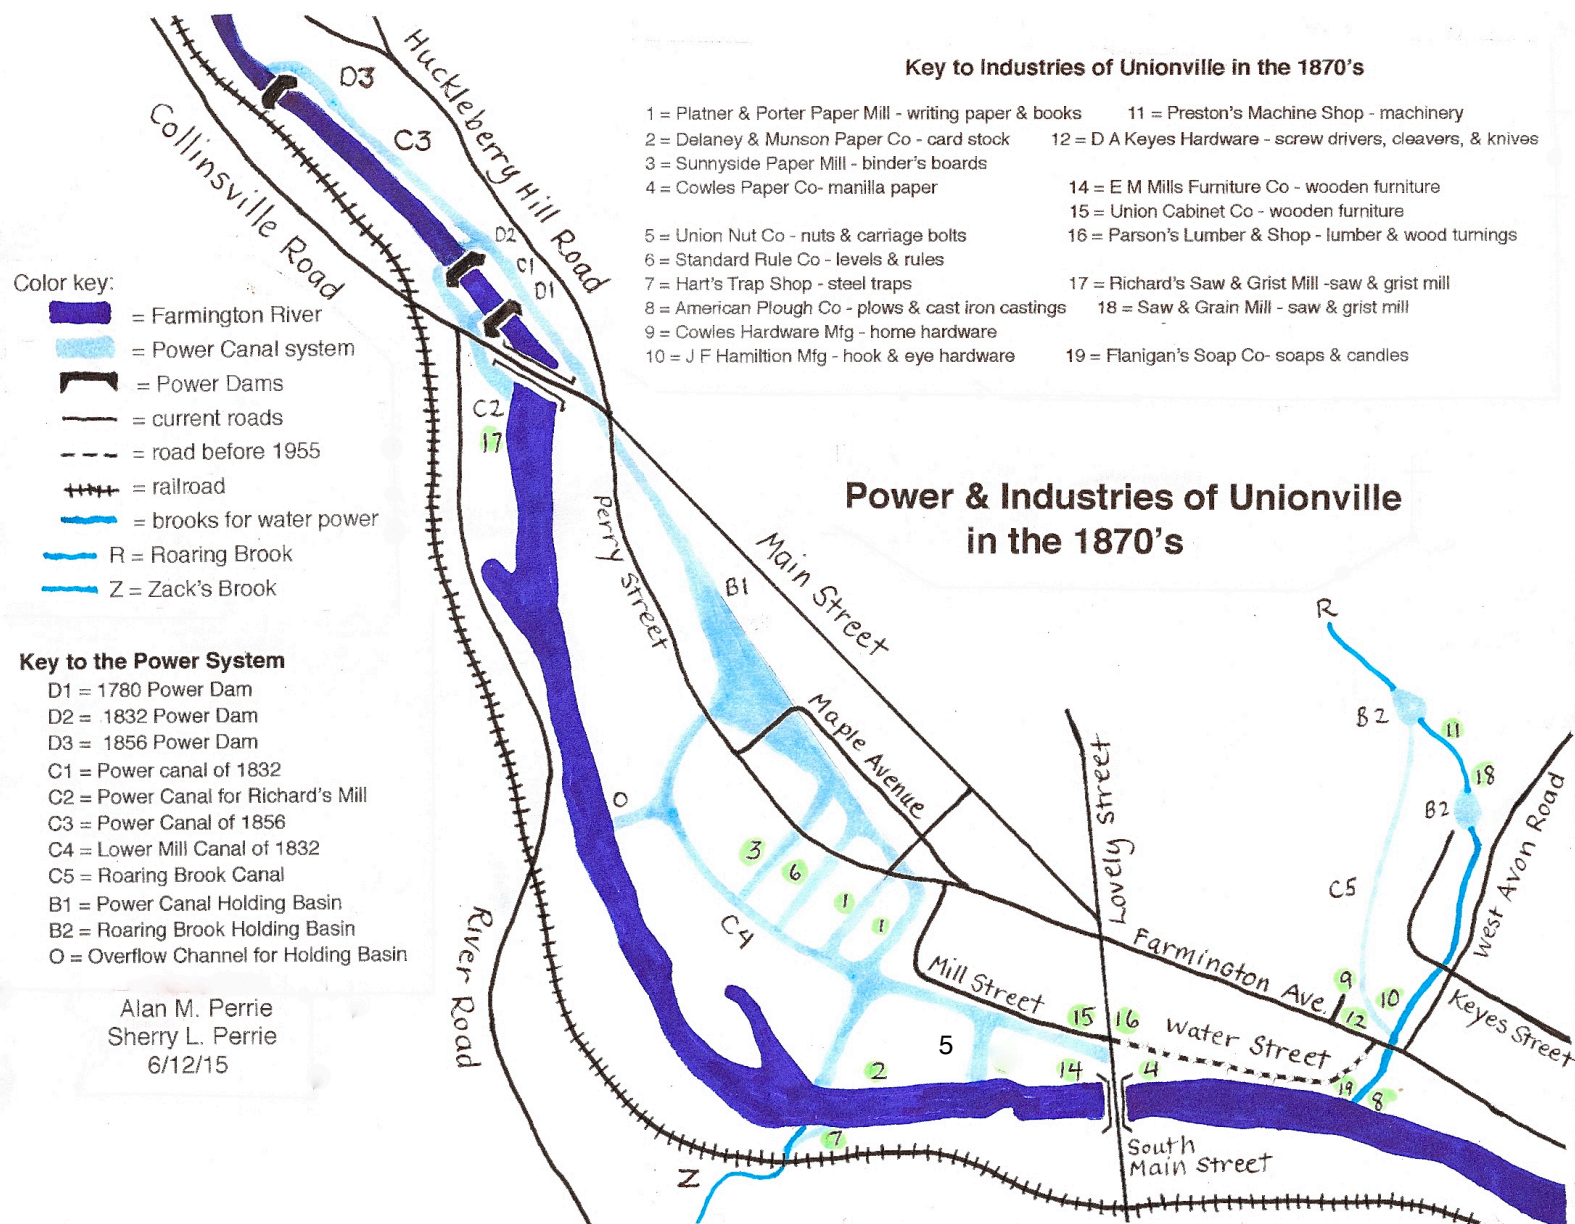 Key to Industries of Unionville in the 1870's
1 = Platner & Porter Paper Mill - writing paper & books
11 = Preston's Machine Shop - machinery
2 = Delaney & Munson Paper Co - card stock
12 = D A Keyes Hardware - screw drivers, cleavers, & knives
3 = Sunnyside Paper Mill - binder's boards
4 = Cowles Paper Co- manilla paper
14 = E M Mills Furniture Co - wooden furniture
15 = Union Cabinet Co - wooden furniture
5 = Union Nut Co - nuts & carriage bolts
16 = Parson's Lumber & Shop - lumber & wood turnings
6 = Standard Rule Co - levels & rules
7 = Hart's Trap Shop - steel traps
17 = Richard's Saw & Grist Mill -saw & grist mill
8 = American Plough Co - plows & cast iron castings
18 = Saw & Grain Mill - saw & grist mill
9 = Cowles Hardware Mfg - home hardware
10 = J F Hamiltion Mfg - hook & eye hardware
19 = Flanigan's Soap Co- soaps & candles
Power & Industries of Unionville
in the 1870's
Color key:
= Farmington River
= Power Canal system
= Power Dams
= current roads
= road before 1955
= railroad
= brooks for water power
R = Roaring Brook
Z = Zack's Brook
Key to the Power System
D1 = 1780 Power Dam
D2 = 1832 Power Dam
D3 = 1856 Power Dam
C1 = Power canal of 1832
C2 = Power Canal for Richard's Mill
C3 = Power Canal of 1856
C4 = Lower Mill Canal of 1832
C5 = Roaring Brook Canal
B1 = Power Canal Holding Basin
B2 = Roaring Brook Holding Basin
O = Overflow Channel for Holding Basin
Alan M. Perrie
Sherry L. Perrie
6/12/15
Huckleberry Hill Road
Collinsville Road
D3
C3
D2
C1
D1
C2
17
Perry Street
Main Street
B1
Maple Avenue
O
3
6
1
1
C4
Lovely Street
R
B2
11
18
B2
C5
West Avon Road
River Road
Mill Street
Farmington Ave.
9
10
12
Keyes Street
15
16
Water Street
5
2
14
4
19
8
7
Z
South
Main Street